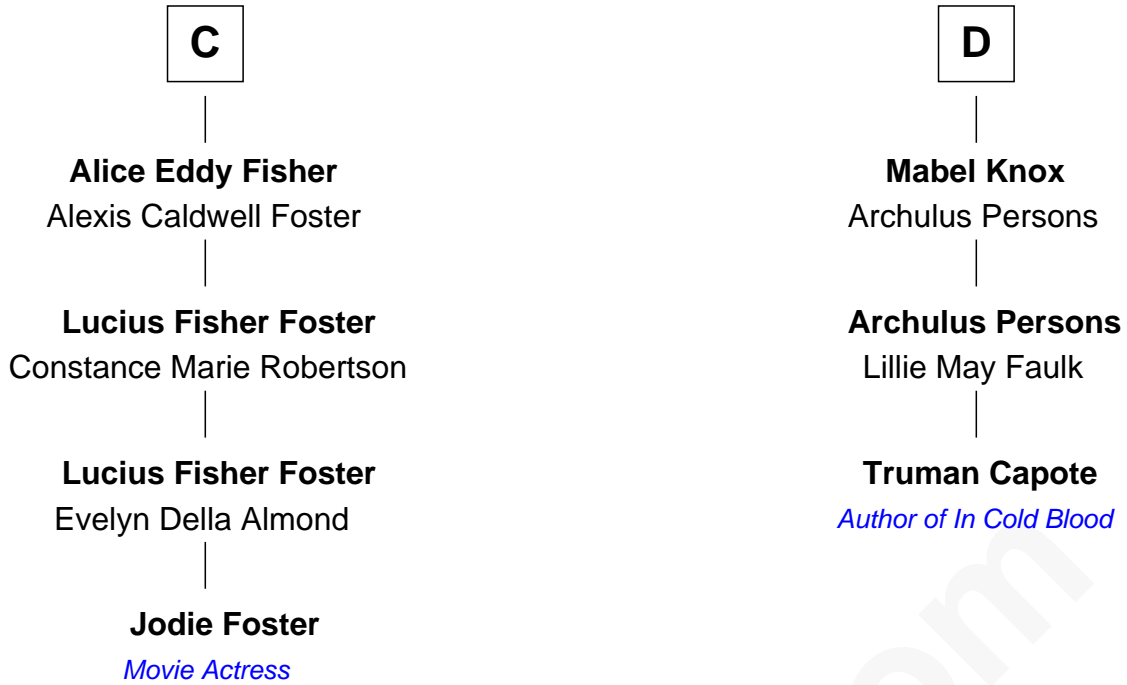 C
Alice Eddy Fisher
Alexis Caldwell Foster
Lucius Fisher Foster
Constance Marie Robertson
Lucius Fisher Foster
Evelyn Della Almond
Jodie Foster
Movie Actress
D
Mabel Knox
Archulus Persons
Archulus Persons
Lillie May Faulk
Truman Capote
Author of In Cold Blood
om